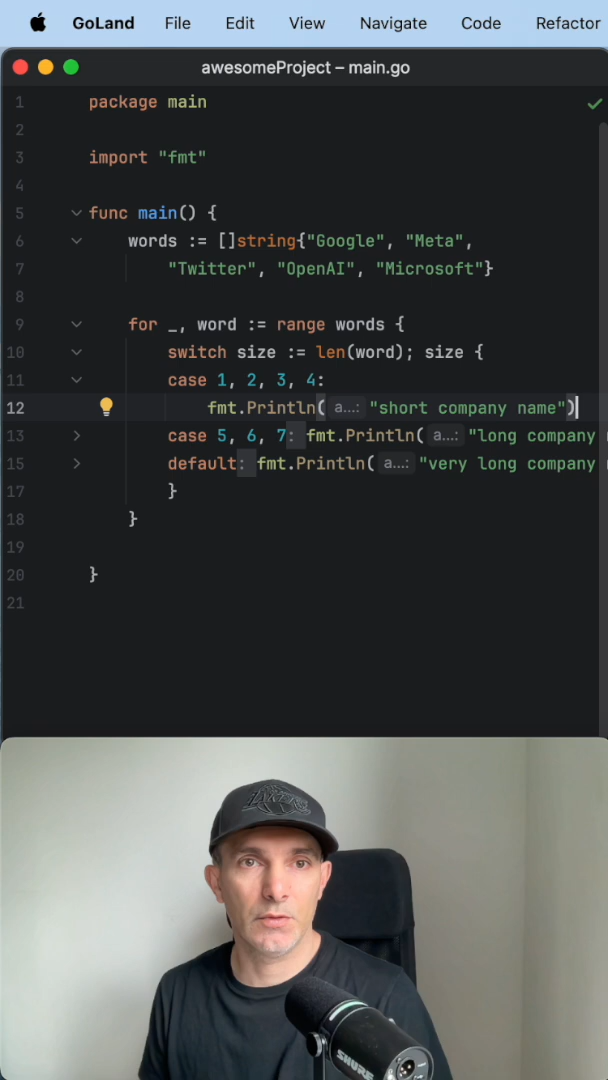 GoLand File Edit View Navigate Code Refactor
awesomeProject – main.go
1 package main
2
3 import "fmt"
4
5 func main() {
6 words := []string{"Google", "Meta",
7 "Twitter", "OpenAI", "Microsoft"}
8
9 for _, word := range words {
10 switch size := len(word); size {
11 case 1, 2, 3, 4:
12 fmt.Println( a...: "short company name")
13 case 5, 6, 7: fmt.Println( a...: "long company
15 default: fmt.Println( a...: "very long company
17 }
18 }
19
20 }
21
LAKERS
SHURE